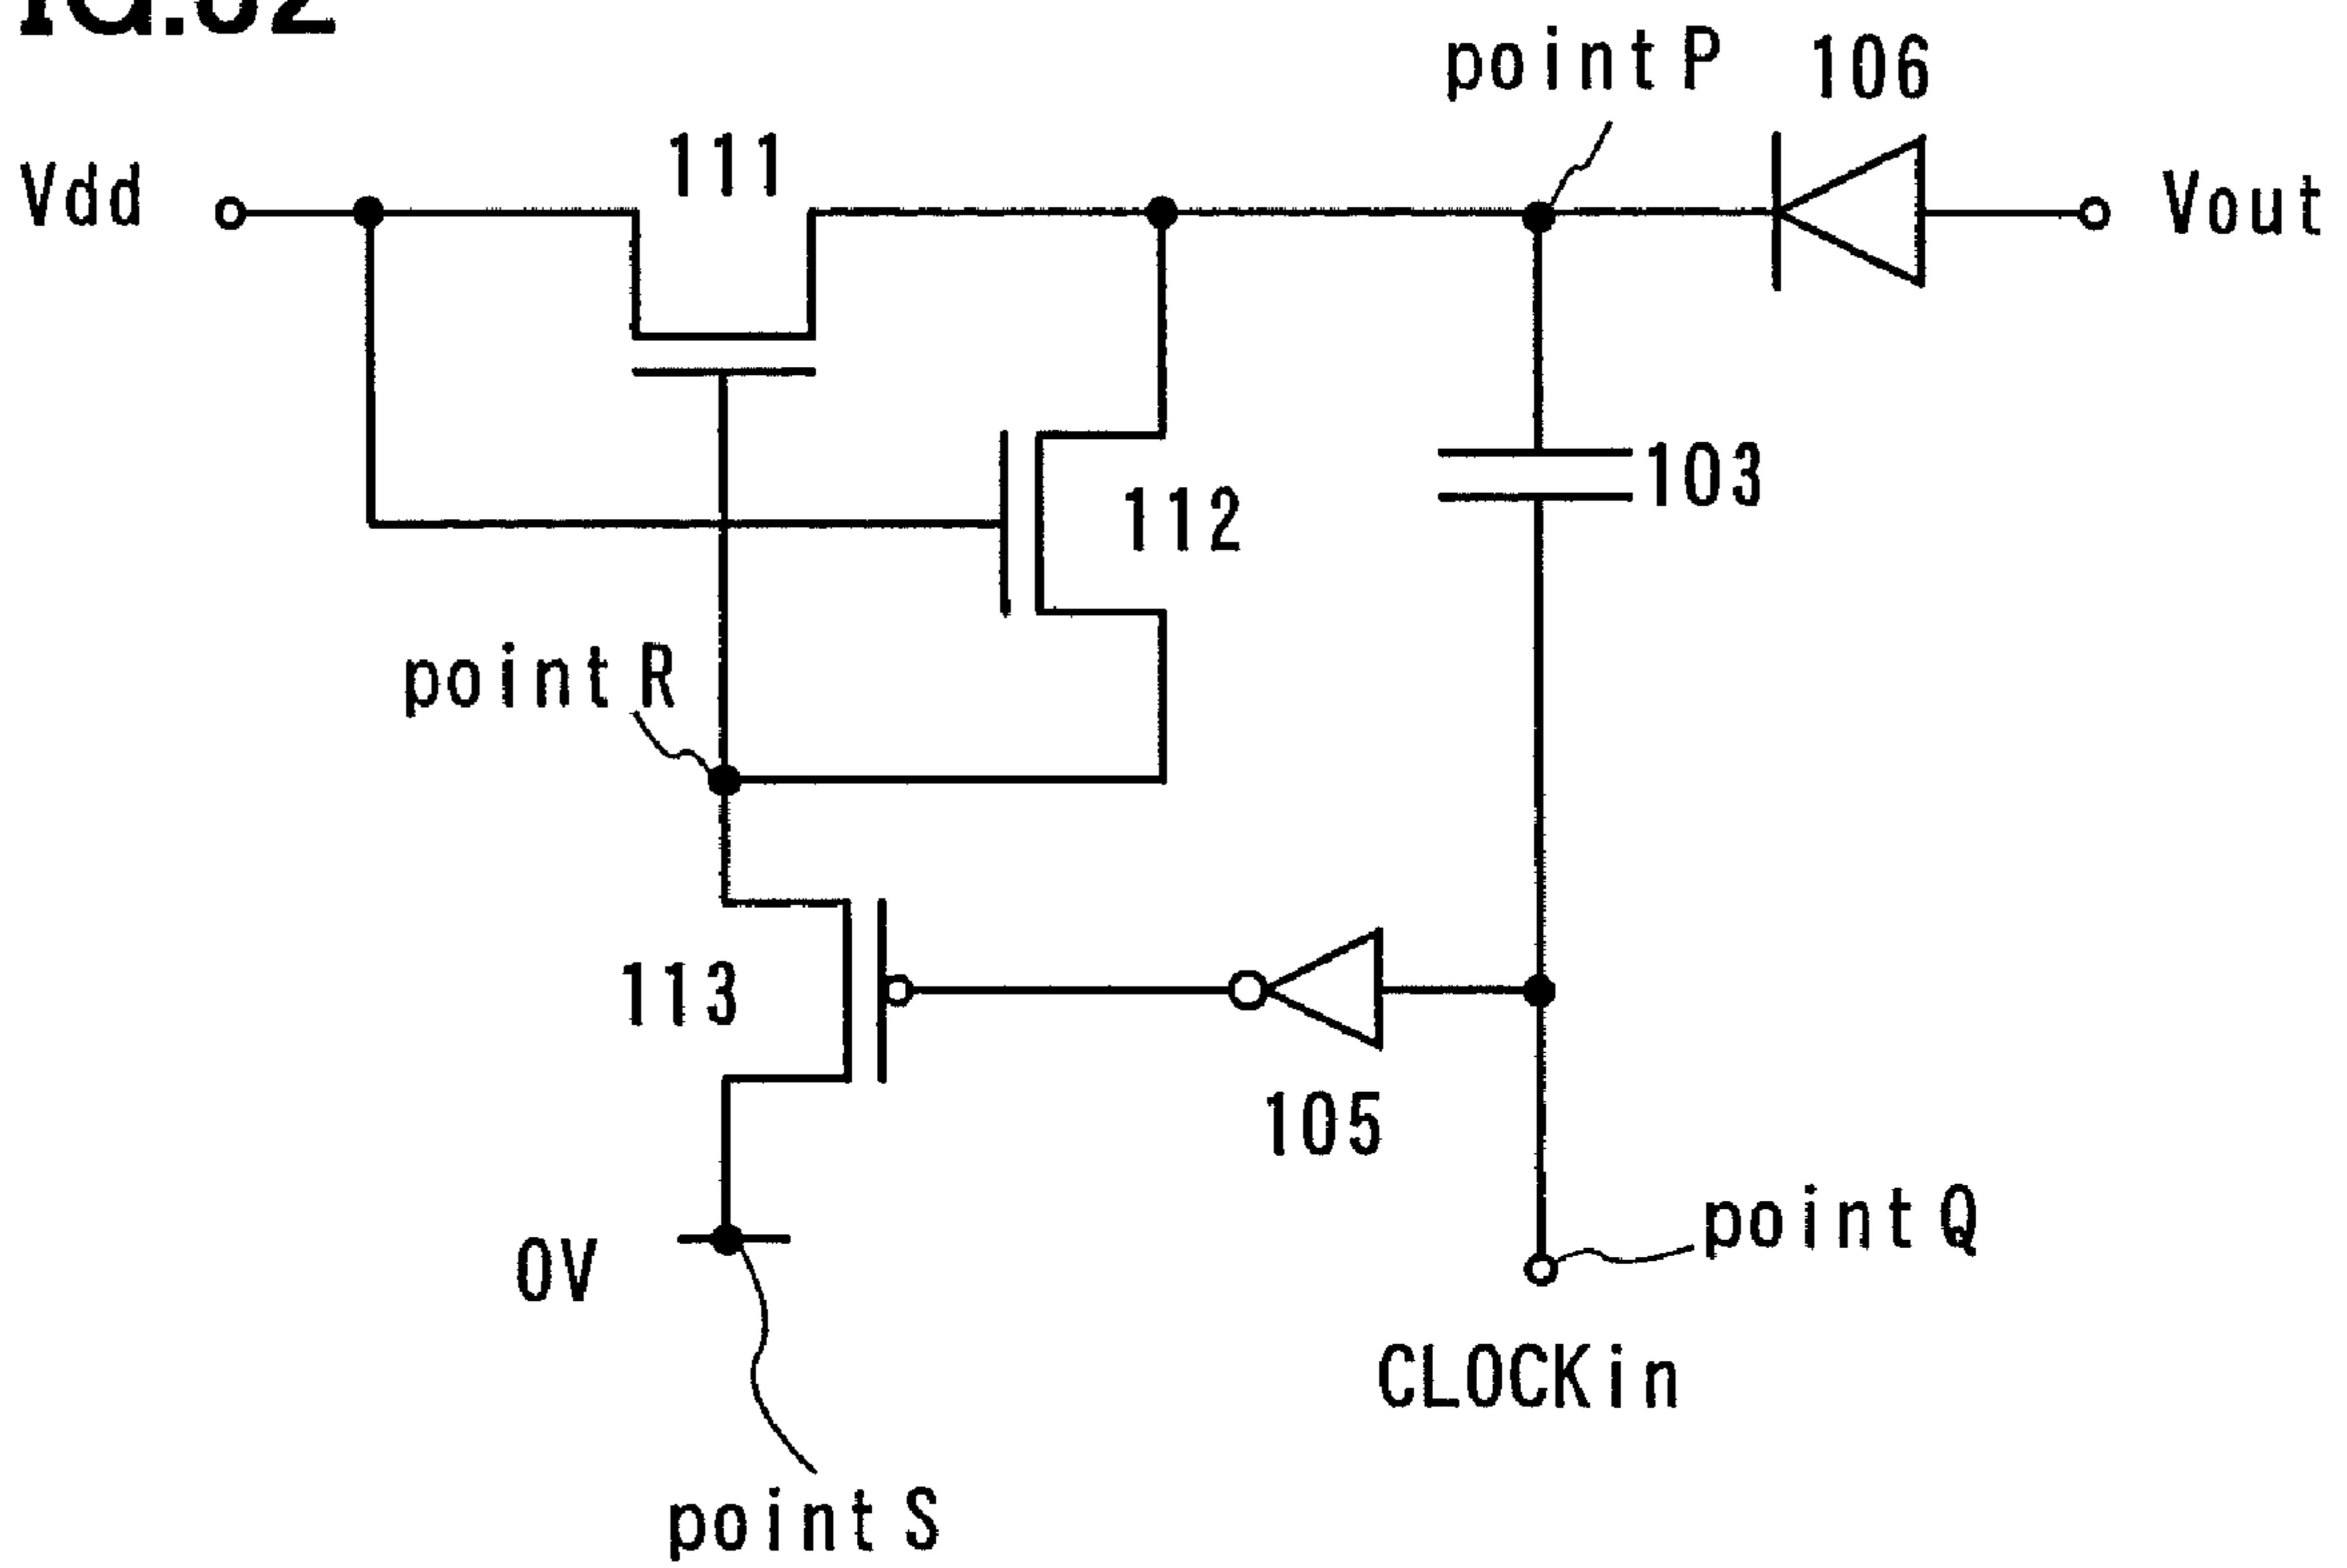 point P
106
Vdd
111
Vout
103
112
point R
113
105
point Q
0V
CLOCKin
point S